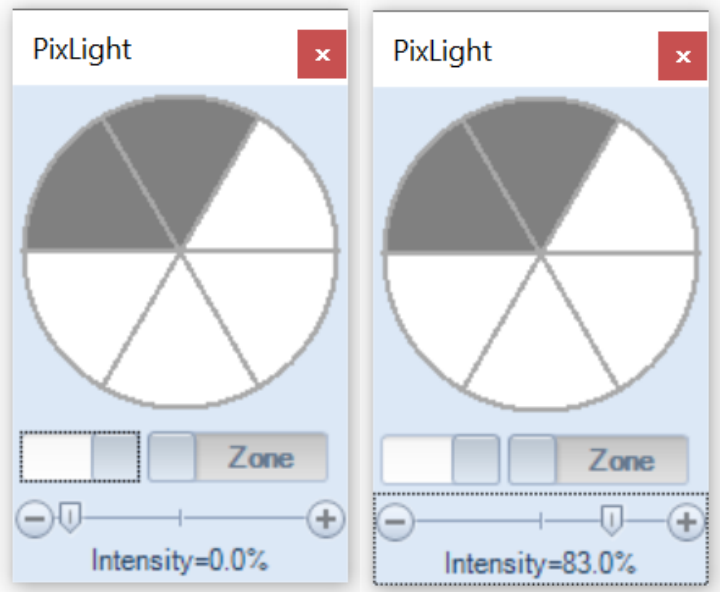 PixLight
x
Zone
Intensity=0.0%
PixLight
x
Zone
Intensity=83.0%